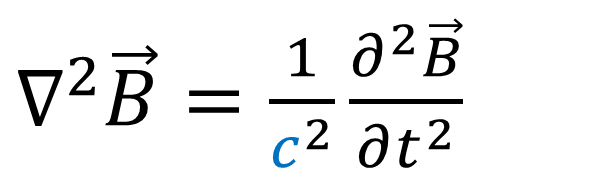 ∇²B⃗ = 1/c² ∂²B⃗/∂t²